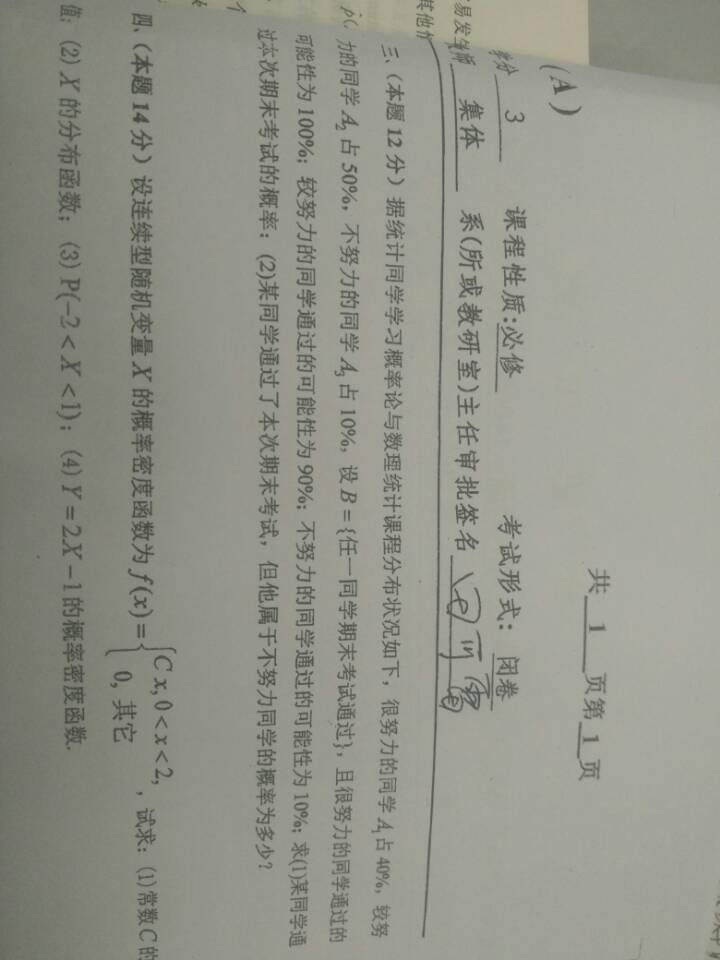 (A)
共 1 页第 1 页
学分 3 课程性质:必修 考试形式: 闭卷
集体 系(所或教研室)主任审批签名
三、(本题 12 分) 据统计同学学习概率论与数理统计课程分布状况如下, 很努力的同学 A₁ 占 40%, 较努
力的同学 A₂ 占 50%, 不努力的同学 A₃ 占 10%, 设 B = {任一同学期末考试通过}, 且很努力的同学通过的
可能性为 100%; 较努力的同学通过的可能性为 90%; 不努力的同学通过的可能性为 10%; 求(1)某同学通
过本次期末考试的概率; (2)某同学通过了本次期末考试, 但他属于不努力同学的概率为多少?
四、(本题 14 分) 设连续型随机变量 X 的概率密度函数为 f(x) = { Cx, 0 < x < 2, 0, 其它 , 试求: (1) 常数 C 的
值; (2) X 的分布函数; (3) P(-2 < X < 1); (4) Y = 2X - 1 的概率密度函数.
易发生
其他情